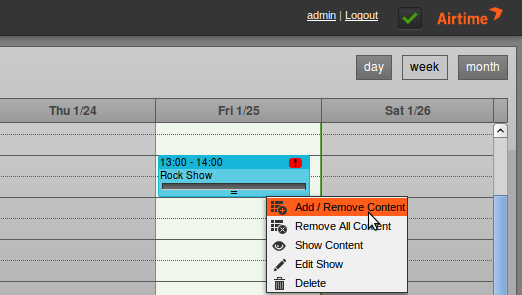 admin | Logout Airtime
day week month
Thu 1/24 Fri 1/25 Sat 1/26
13:00 - 14:00 !
Rock Show
Add / Remove Content
Remove All Content
Show Content
Edit Show
Delete